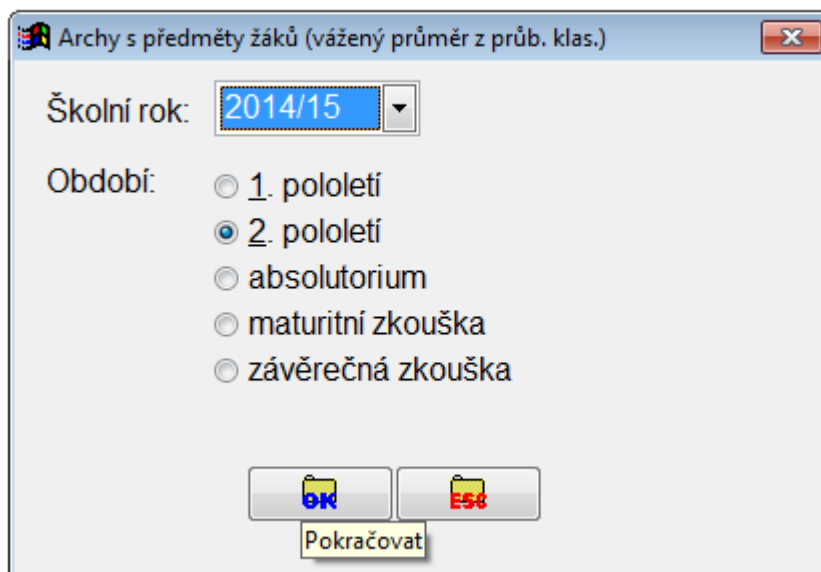 Archy s předměty žáků (vážený průměr z průb. klas.)
Školní rok: 2014/15
Období:
1. pololetí
2. pololetí
absolutorium
maturitní zkouška
závěrečná zkouška
OK ESC
Pokračovat